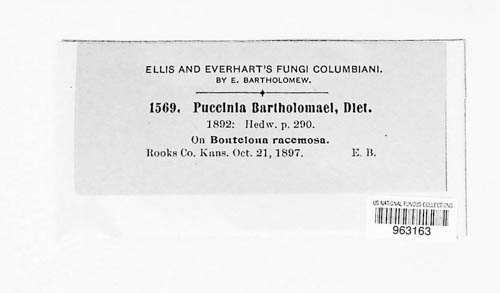 ELLIS AND EVERHART'S FUNGI COLUMBIANI.
BY E. BARTHOLOMEW.
1569. Puccinia Bartholomaei, Diet.
1892: Hedw. p. 290.
On Bouteloua racemosa.
Rooks Co. Kans. Oct. 21, 1897. E. B.
US NATIONAL FUNGUS COLLECTIONS
963163